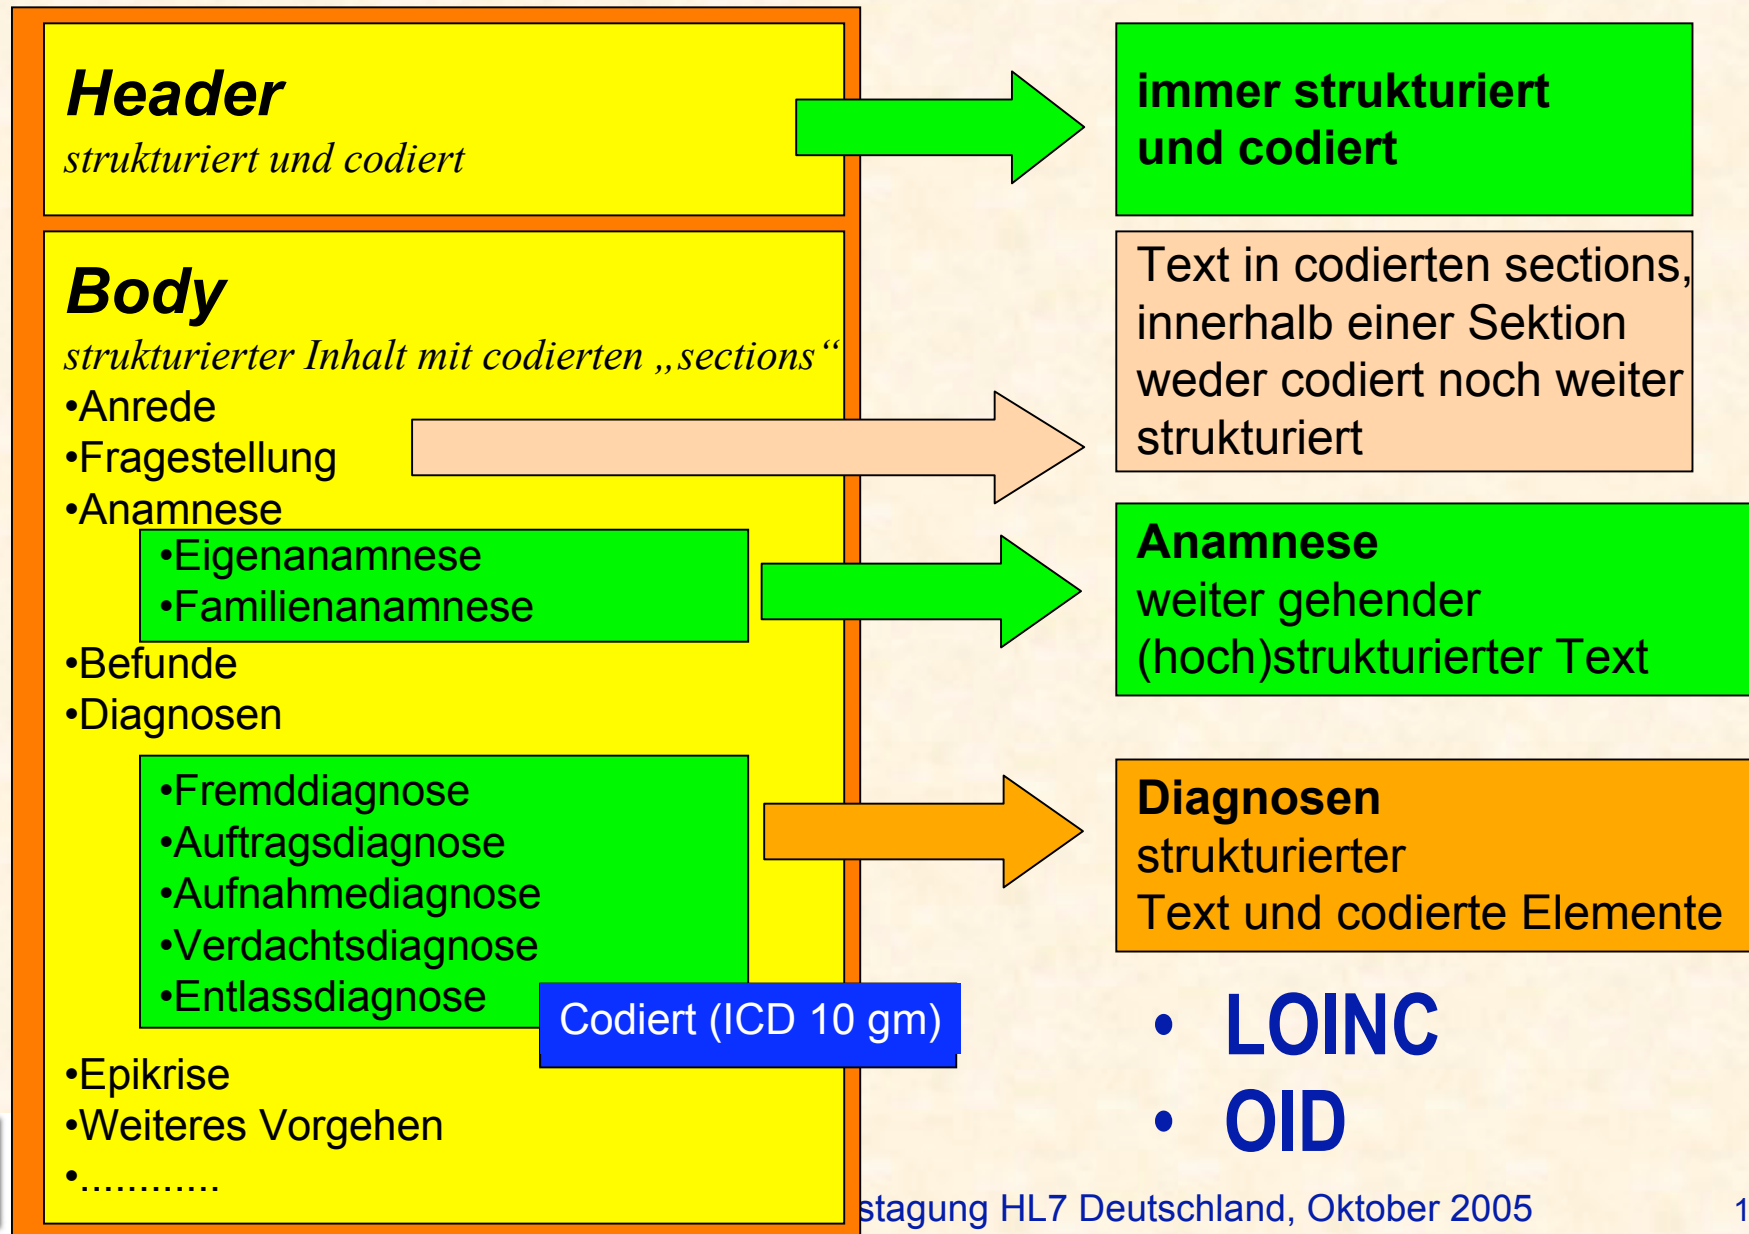 Header
strukturiert und codiert
immer strukturiert
und codiert
Body
strukturierter Inhalt mit codierten „sections“
•Anrede
•Fragestellung
•Anamnese
•Eigenanamnese
•Familienanamnese
•Befunde
•Diagnosen
•Fremddiagnose
•Auftragsdiagnose
•Aufnahmediagnose
•Verdachtsdiagnose
•Entlassdiagnose
Codiert (ICD 10 gm)
•Epikrise
•Weiteres Vorgehen
•............
Text in codierten sections,
innerhalb einer Sektion
weder codiert noch weiter
strukturiert
Anamnese
weiter gehender
(hoch)strukturierter Text
Diagnosen
strukturierter
Text und codierte Elemente
• LOINC
• OID
stagung HL7 Deutschland, Oktober 2005
1